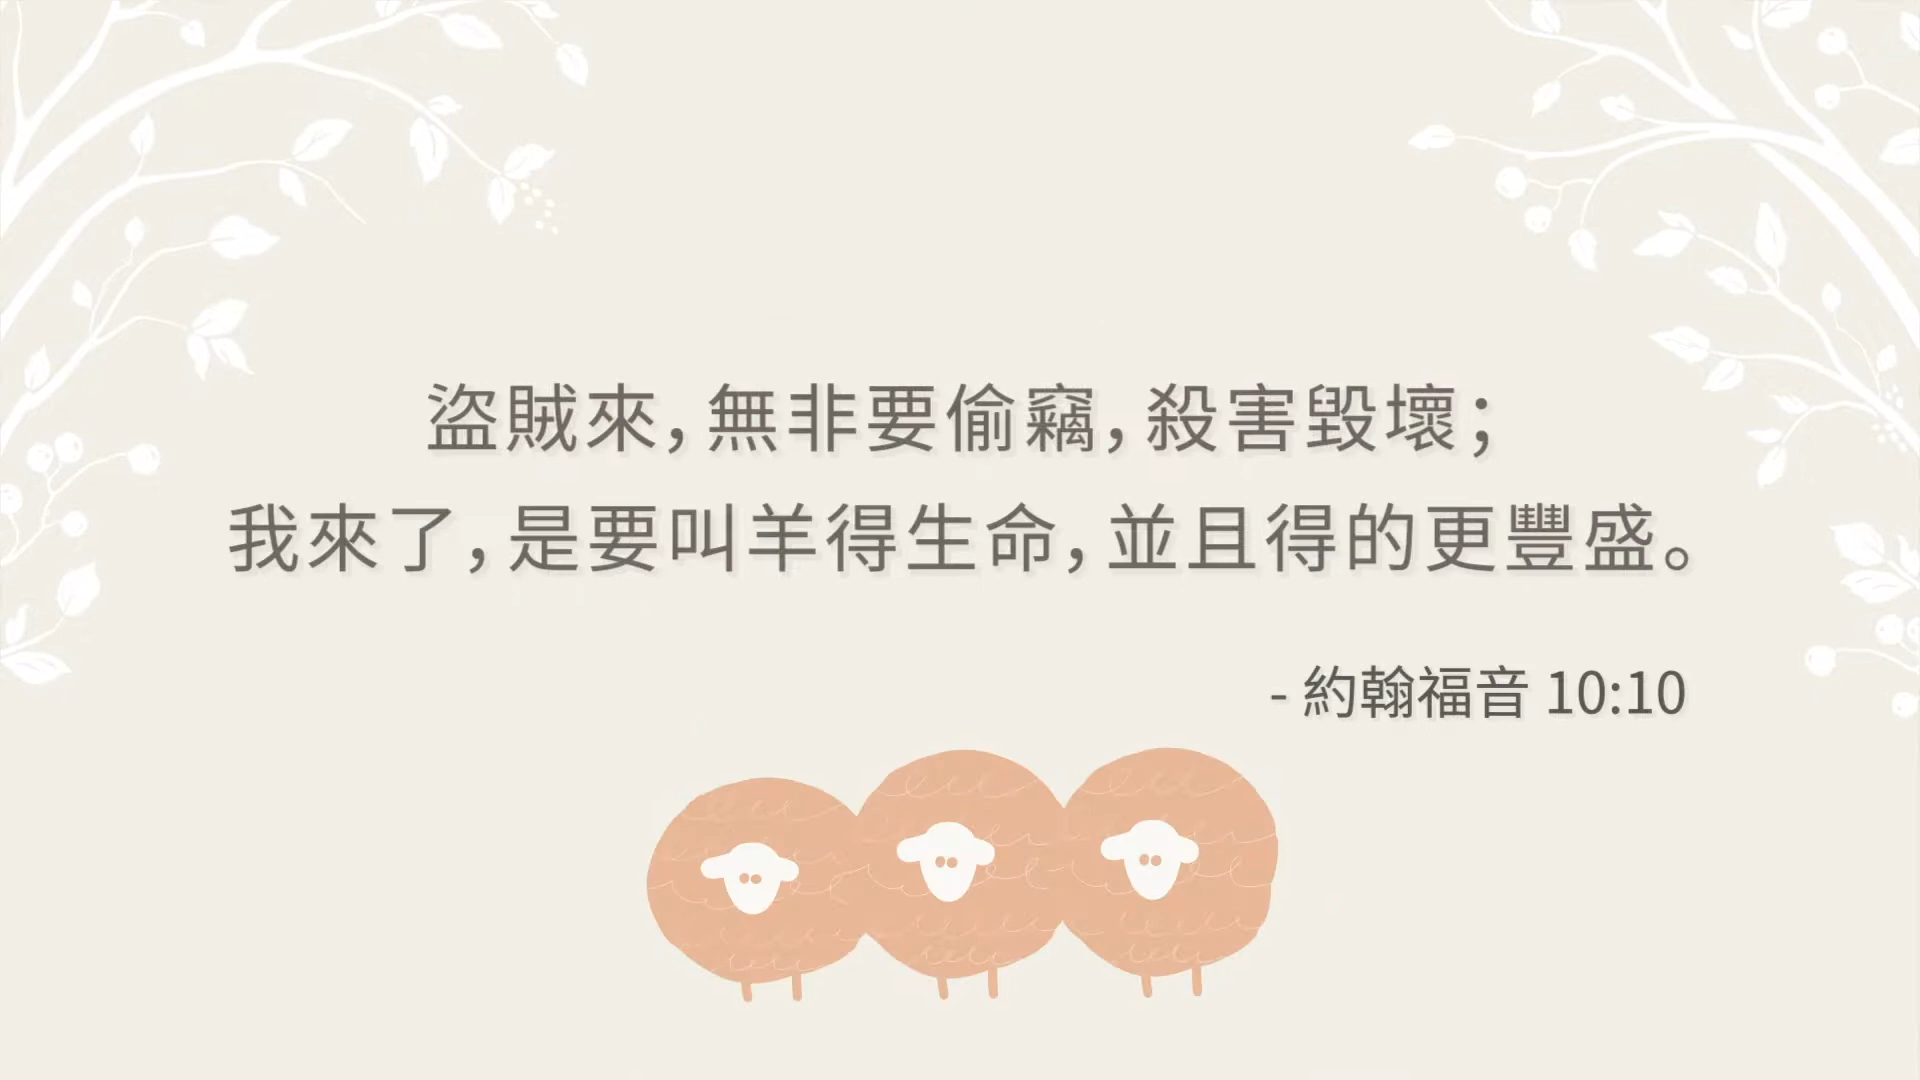 盜賊來，無非要偷竊，殺害毀壞；
我來了，是要叫羊得生命，並且得的更豐盛。
- 約翰福音 10:10